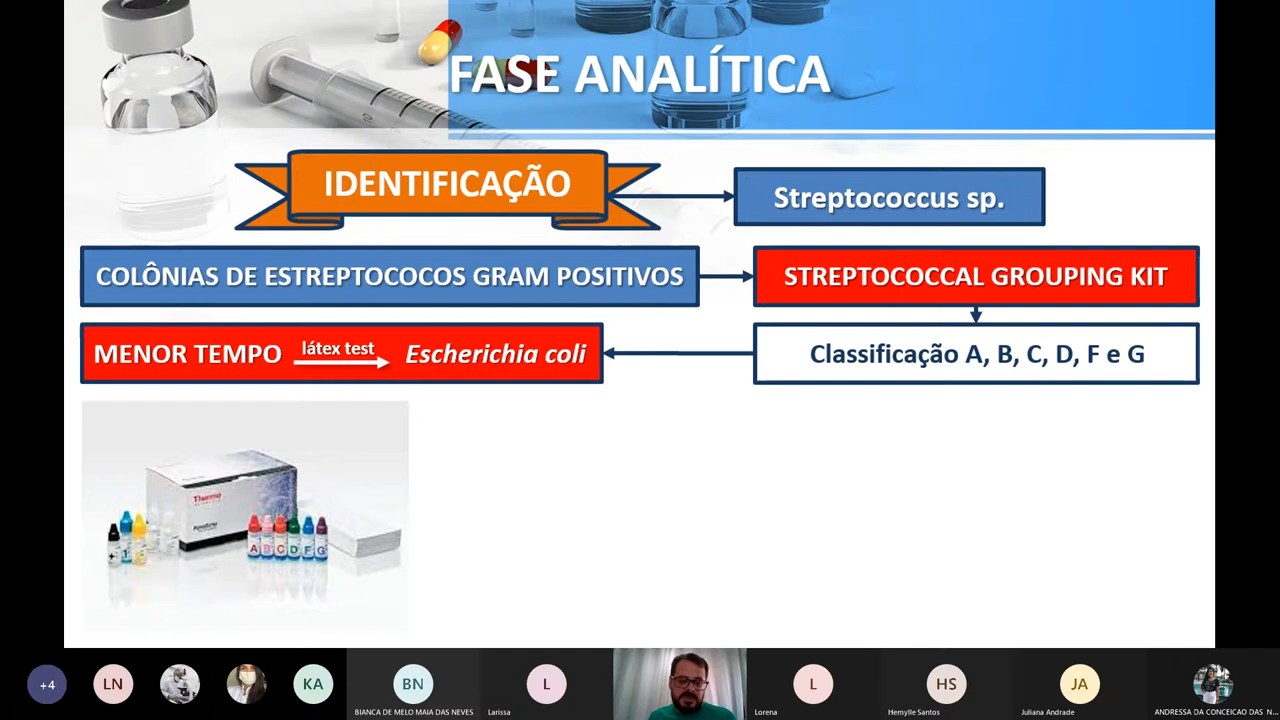 FASE ANALÍTICA
IDENTIFICAÇÃO
Streptococcus sp.
COLÔNIAS DE ESTREPTOCOCOS GRAM POSITIVOS
STREPTOCOCCAL GROUPING KIT
MENOR TEMPO látex test Escherichia coli
Classificação A, B, C, D, F e G
Thermo
A B C D F G
+4
LN
KA
BN
BIANCA DE MELO MAIA DAS NEVES
L
Larissa
L
Lorena
HS
Hemylle Santos
JA
Juliana Andrade
ANDRESSA DA CONCEICAO DAS N...